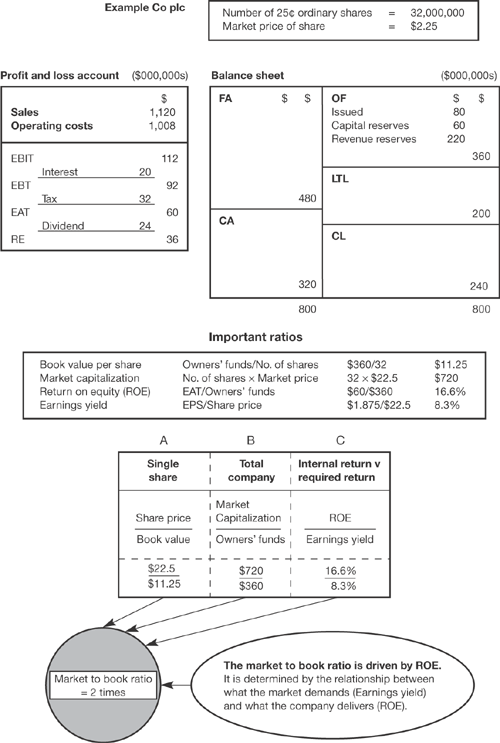 Example Co plc
Number of 25¢ ordinary shares = 32,000,000
Market price of share = $2.25
Profit and loss account ($000,000s)
$
Sales 1,120
Operating costs 1,008
EBIT 112
Interest 20
EBT 92
Tax 32
EAT 60
Dividend 24
RE 36
Balance sheet ($000,000s)
FA $ $
480
CA
320
800
OF $ $
Issued 80
Capital reserves 60
Revenue reserves 220
360
LTL
200
CL
240
800
Important ratios
Book value per share Owners' funds/No. of shares $360/32 $11.25
Market capitalization No. of shares × Market price 32 × $22.5 $720
Return on equity (ROE) EAT/Owners' funds $60/$360 16.6%
Earnings yield EPS/Share price $1.875/$22.5 8.3%
A B C
Single Total Internal return v
share company required return
Market
Share price Capitalization ROE
Book value Owners' funds Earnings yield
$22.5 $720 16.6%
$11.25 $360 8.3%
Market to book ratio
= 2 times
The market to book ratio is driven by ROE.
It is determined by the relationship between
what the market demands (Earnings yield)
and what the company delivers (ROE).